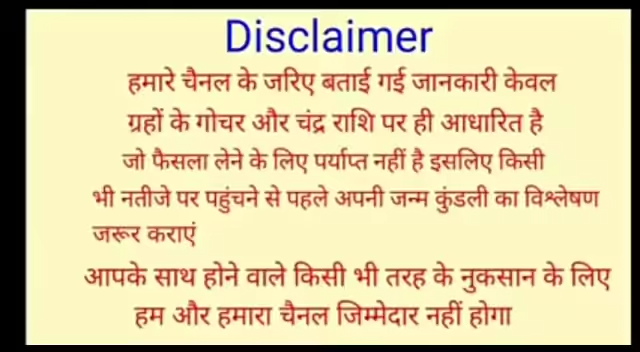 Disclaimer
हमारे चैनल के जरिए बताई गई जानकारी केवल
ग्रहों के गोचर और चंद्र राशि पर ही आधारित है
जो फैसला लेने के लिए पर्याप्त नहीं है इसलिए किसी
भी नतीजे पर पहुंचने से पहले अपनी जन्म कुंडली का विश्लेषण
जरूर कराएं
आपके साथ होने वाले किसी भी तरह के नुकसान के लिए
हम और हमारा चैनल जिम्मेदार नहीं होगा